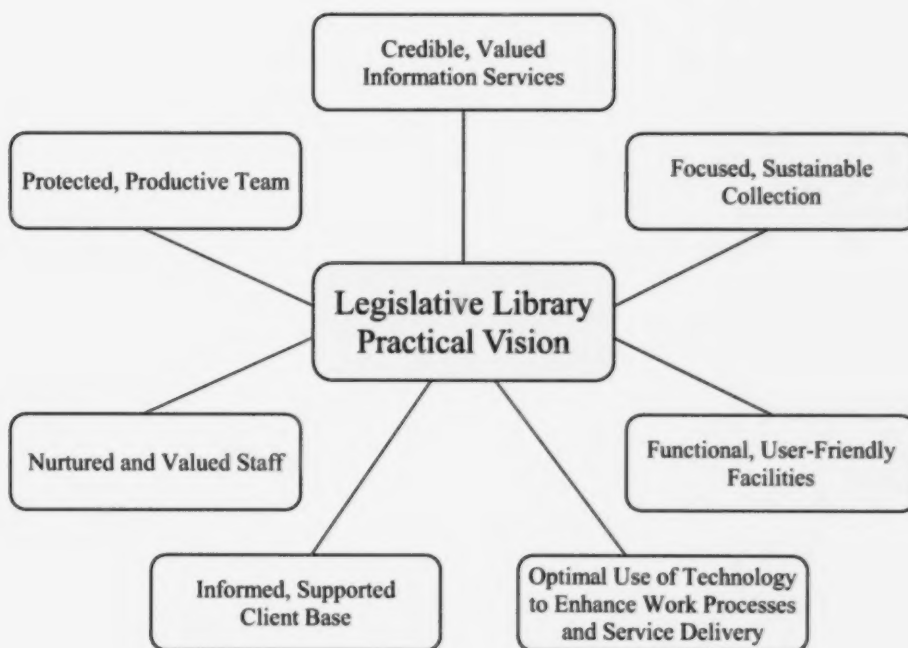 Credible, Valued
Information Services
Protected, Productive Team
Focused, Sustainable
Collection
Legislative Library
Practical Vision
Nurtured and Valued Staff
Functional, User-Friendly
Facilities
Informed, Supported
Client Base
Optimal Use of Technology
to Enhance Work Processes
and Service Delivery